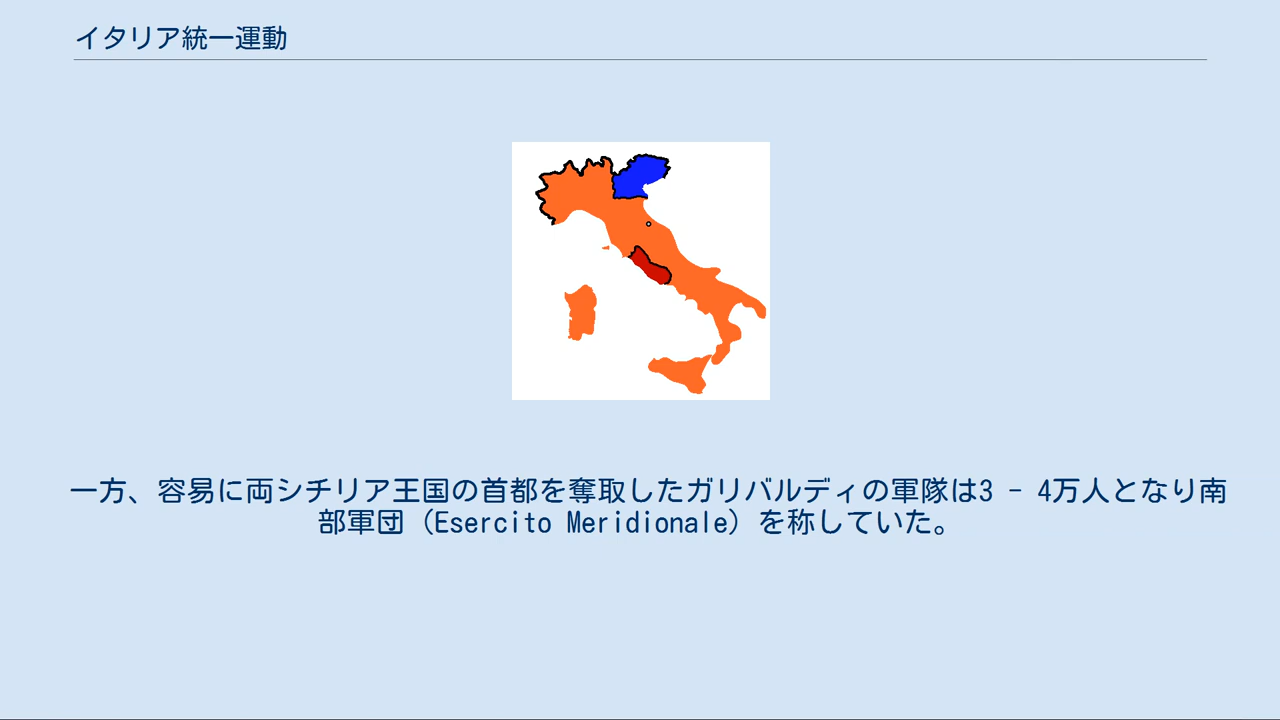 イタリア統一運動
一方、容易に両シチリア王国の首都を奪取したガリバルディの軍隊は3 - 4万人となり南
部軍団（Esercito Meridionale）を称していた。